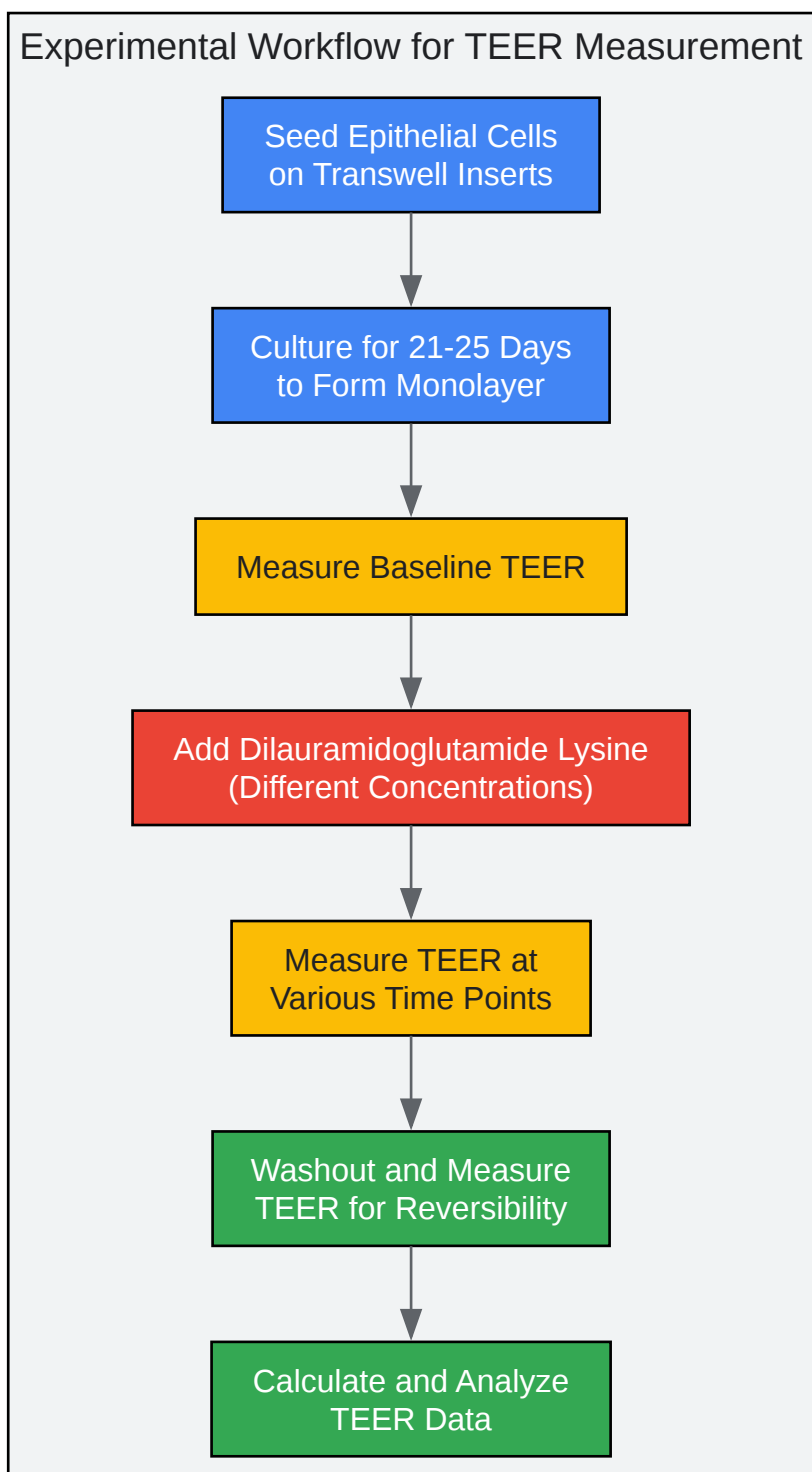 Experimental Workflow for TEER Measurement
Seed Epithelial Cells
on Transwell Inserts
Culture for 21-25 Days
to Form Monolayer
Measure Baseline TEER
Add Dilauramidoglutamide Lysine
(Different Concentrations)
Measure TEER at
Various Time Points
Washout and Measure
TEER for Reversibility
Calculate and Analyze
TEER Data